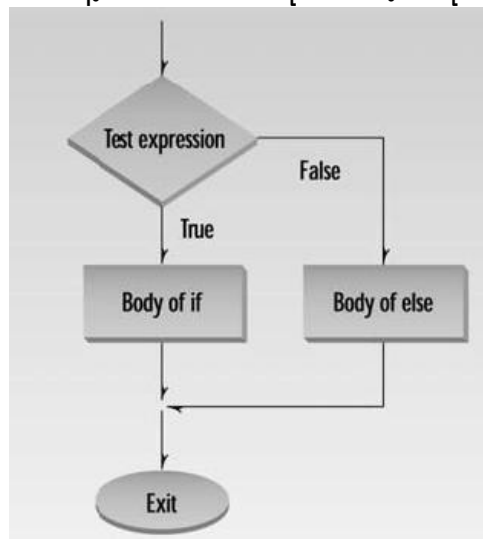 Test expression
False
True
Body of if
Body of else
Exit